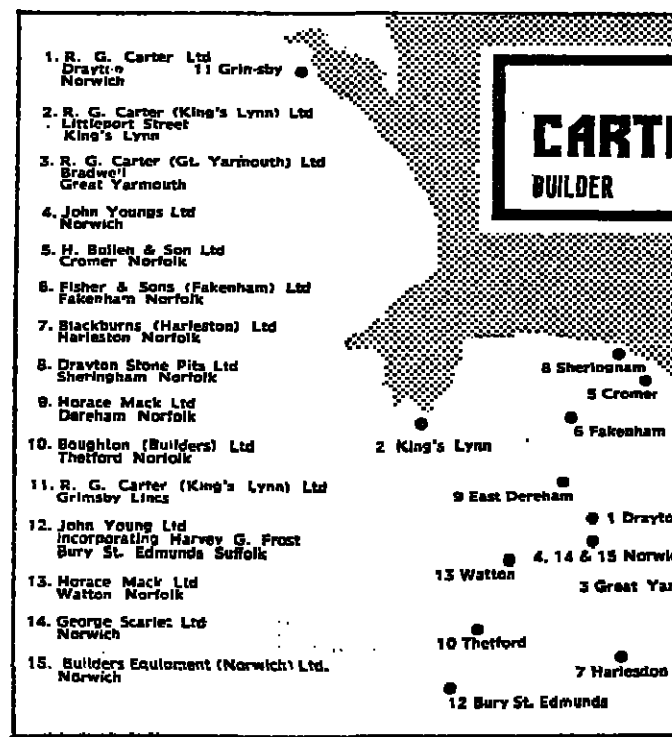 1. R. G. Carter Ltd
Drayton
Norwich
2. R. G. Carter (King's Lynn) Ltd
Littleport Street
King's Lynn
3. R. G. Carter (Gt. Yarmouth) Ltd
Bradwell
Great Yarmouth
4. John Youngs Ltd
Norwich
5. H. Bullen & Son Ltd
Cromer Norfolk
6. Fisher & Sons (Fakenham) Ltd
Fakenham Norfolk
7. Blackburns (Harleston) Ltd
Harleston Norfolk
8. Drayton Stone Pits Ltd
Sheringham Norfolk
9. Horace Mack Ltd
Dereham Norfolk
10. Boughton (Builders) Ltd
Thetford Norfolk
11. R. G. Carter (King's Lynn) Ltd
Grimsby Lincs
12. John Young Ltd
Incorporating Harvey G. Frost
Bury St. Edmunds Suffolk
13. Horace Mack Ltd
Watton Norfolk
14. George Scarlet Ltd
Norwich
15. Builders Equipment (Norwich) Ltd.
Norwich
11 Grimsby
CARTE
BUILDER
8 Sheringham
5 Cromer
6 Fakenham
2 King's Lynn
9 East Dereham
1 Drayto
4, 14 & 15 Norwic
13 Watton
3 Great Yar
10 Thetford
7 Harlesdon
12 Bury St. Edmunds